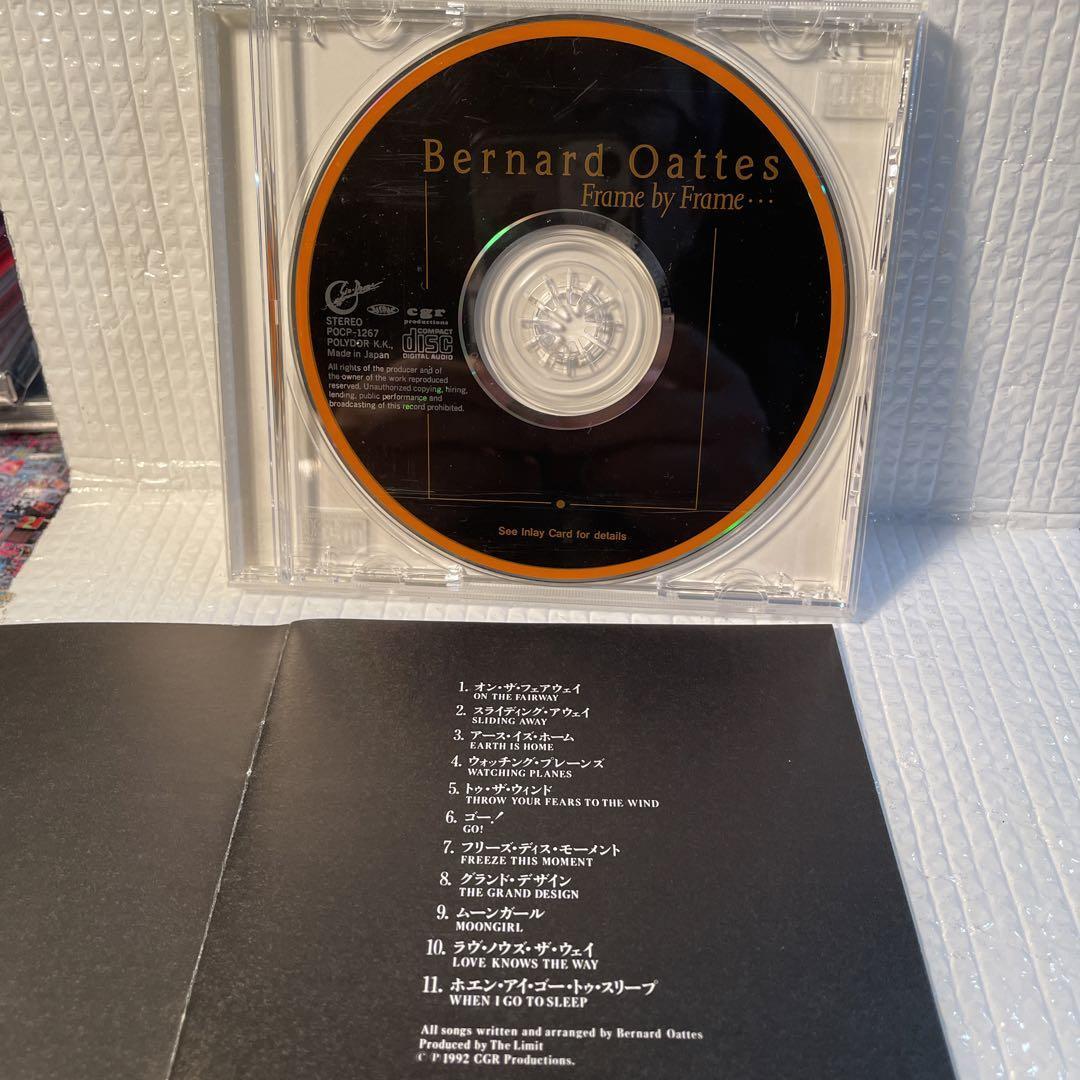 Bernard Oattes
Frame by Frame…
JASRAC
cgr
productions
STEREO
POCP-1267
POLYDOR K.K.,
Made in Japan
COMPACT
disc
DIGITAL AUDIO
All rights of the producer and of
the owner of the work reproduced
reserved. Unauthorized copying, hiring,
lending, public performance and
broadcasting of this record prohibited.
See Inlay Card for details
1. オン・ザ・フェアウェイ
ON THE FAIRWAY
2. スライディング・アウェイ
SLIDING AWAY
3. アース・イズ・ホーム
EARTH IS HOME
4. ウォッチング・プレーンズ
WATCHING PLANES
5. トゥ・ザ・ウィンド
THROW YOUR FEARS TO THE WIND
6. ゴー!
GO!
7. フリーズ・ディス・モーメント
FREEZE THIS MOMENT
8. グランド・デザイン
THE GRAND DESIGN
9. ムーンガール
MOONGIRL
10. ラヴ・ノウズ・ザ・ウェイ
LOVE KNOWS THE WAY
11. ホエン・アイ・ゴー・トゥ・スリープ
WHEN I GO TO SLEEP
All songs written and arranged by Bernard Oattes
Produced by The Limit
© ℗ 1992 CGR Productions.